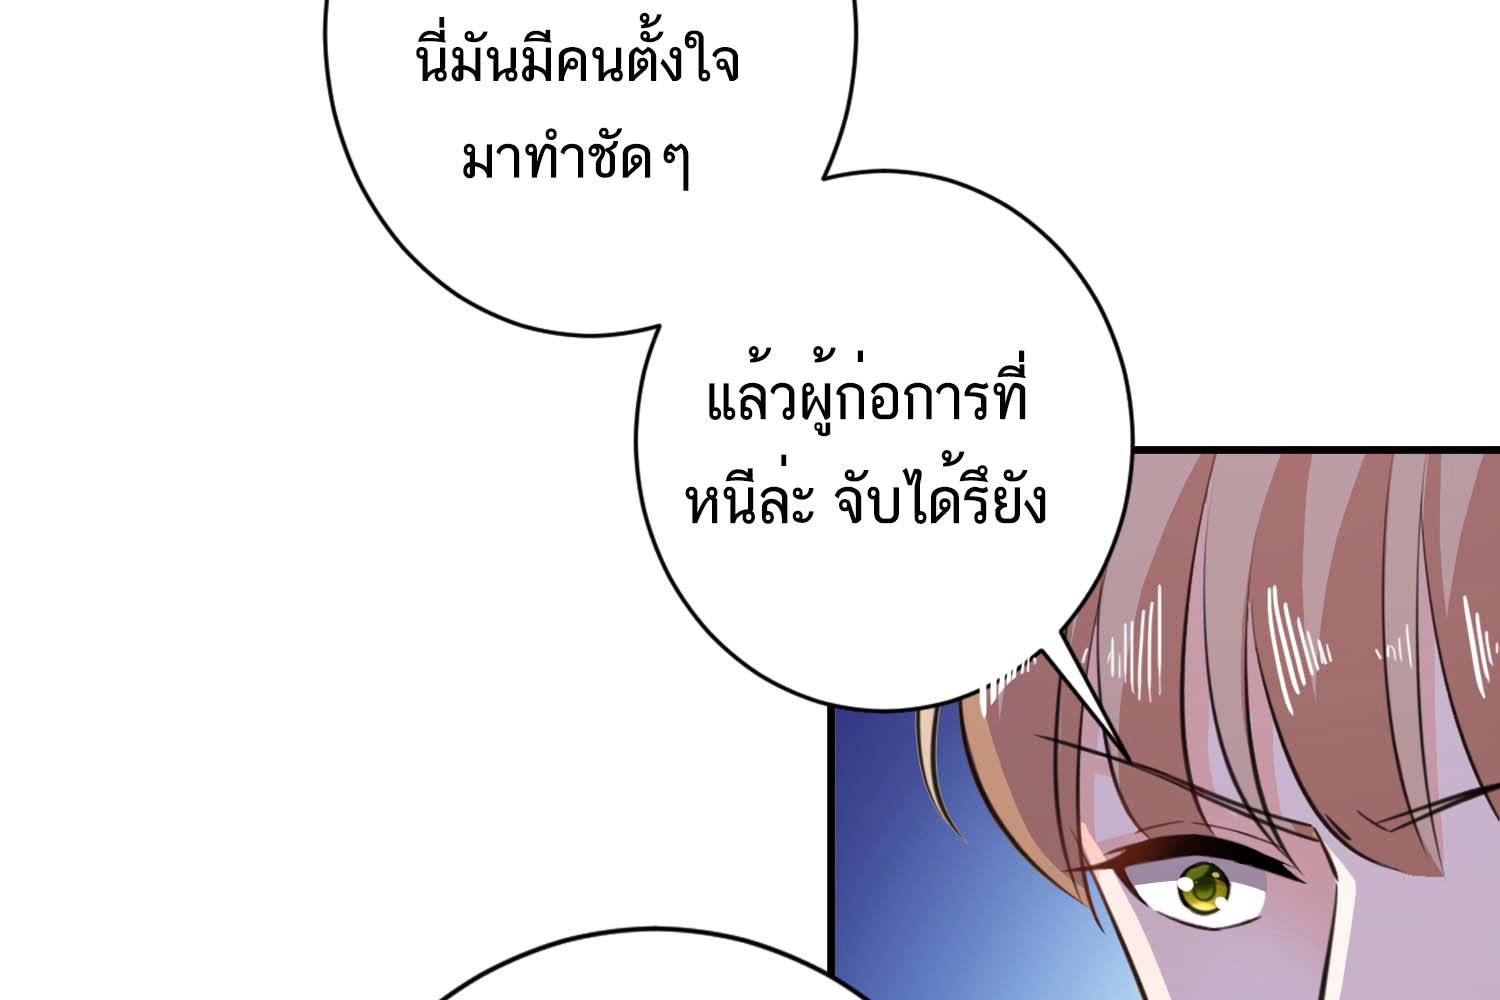 นี่มันมีคนตั้งใจ
มาทำชัดๆ
แล้วผู้ก่อการที่
หนีล่ะ จับได้รึยัง